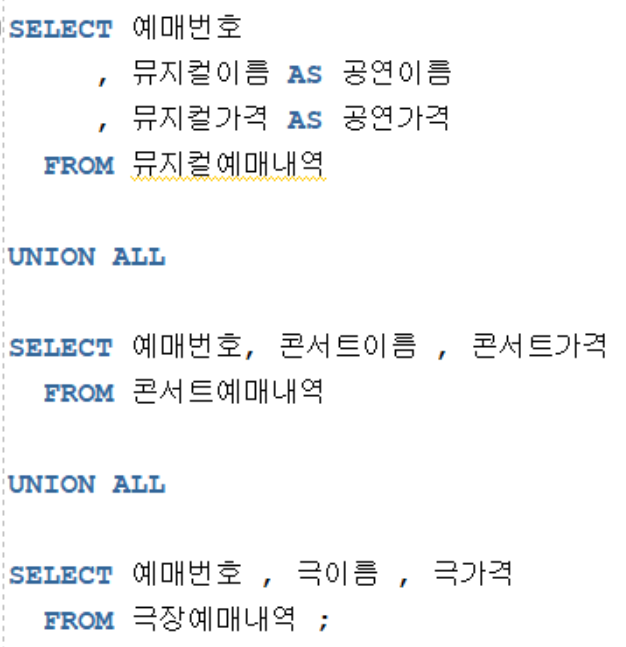 SELECT 예매번호
, 뮤지컬이름 AS 공연이름
, 뮤지컬가격 AS 공연가격
FROM 뮤지컬예매내역
UNION ALL
SELECT 예매번호, 콘서트이름 , 콘서트가격
FROM 콘서트예매내역
UNION ALL
SELECT 예매번호 , 극이름 , 극가격
FROM 극장예매내역 ;